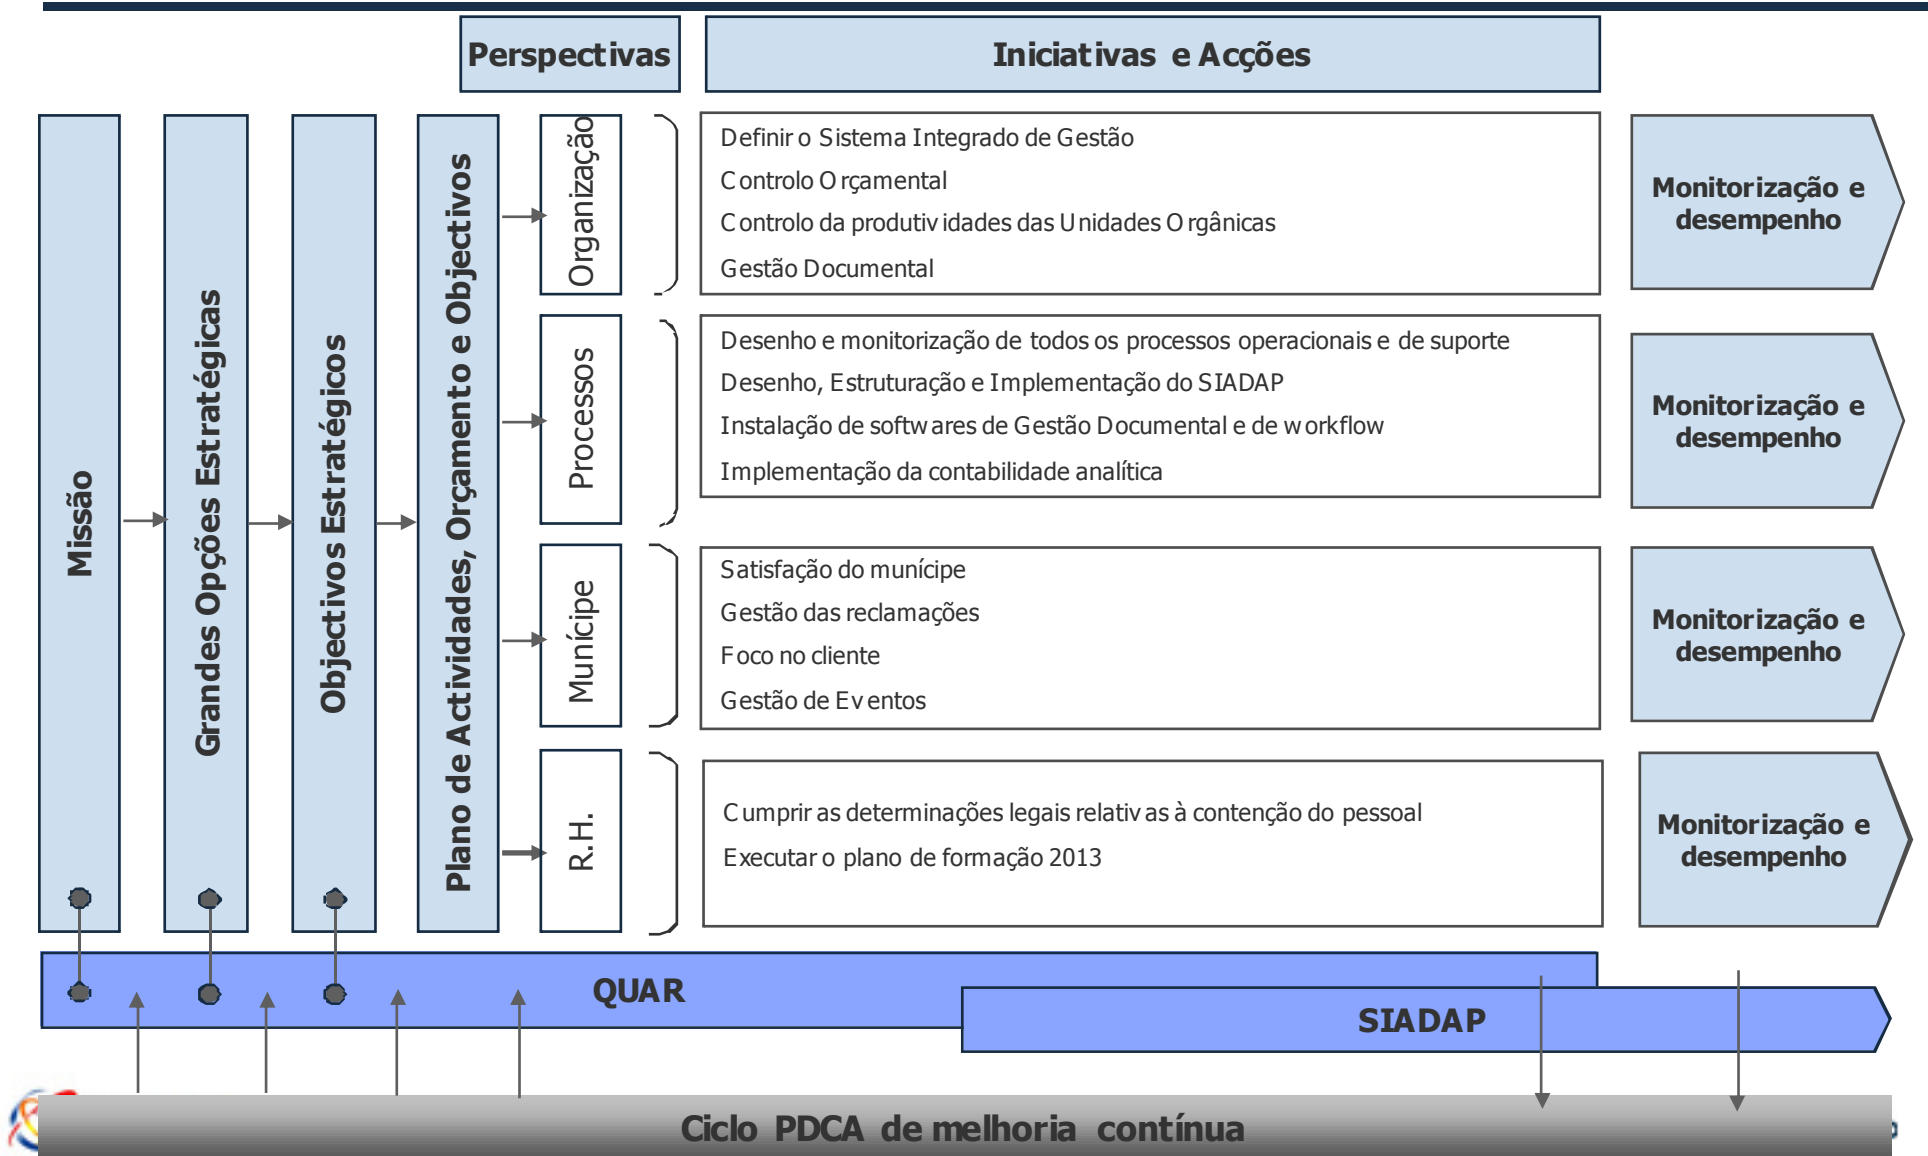 Perspectivas
Iniciativas e Acções
Missão
Grandes Opções Estratégicas
Objectivos Estratégicos
Plano de Actividades, Orçamento e Objectivos
Organização
Definir o Sistema Integrado de Gestão
Controlo Orçamental
Controlo da produtividades das Unidades Orgânicas
Gestão Documental
Monitorização e
desempenho
Processos
Desenho e monitorização de todos os processos operacionais e de suporte
Desenho, Estruturação e Implementação do SIADAP
Instalação de softwares de Gestão Documental e de workflow
Implementação da contabilidade analítica
Monitorização e
desempenho
Munícipe
Satisfação do munícipe
Gestão das reclamações
Foco no cliente
Gestão de Eventos
Monitorização e
desempenho
R.H.
Cumprir as determinações legais relativas à contenção do pessoal
Executar o plano de formação 2013
Monitorização e
desempenho
QUAR
SIADAP
Ciclo PDCA de melhoria contínua